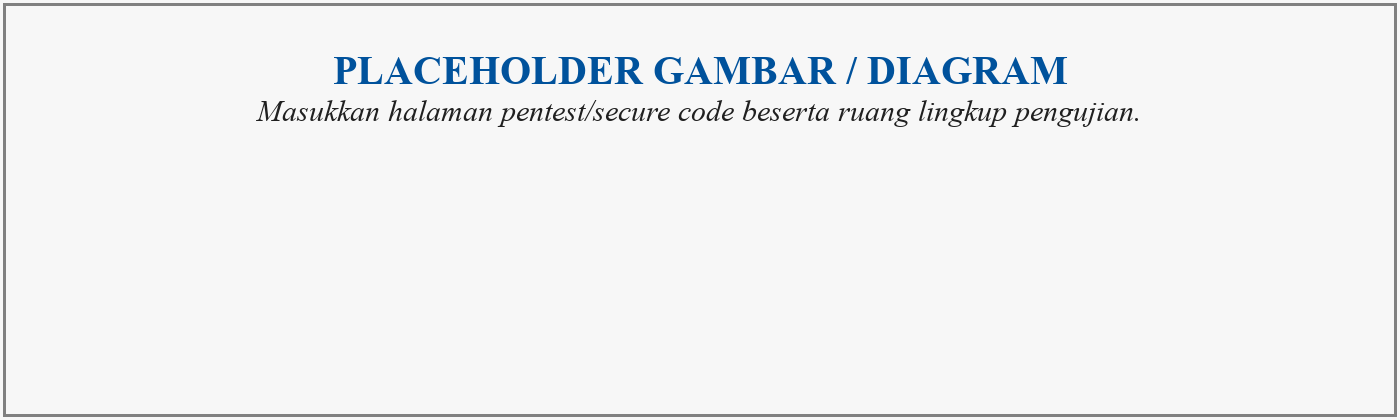 PLACEHOLDER GAMBAR / DIAGRAM
Masukkan halaman pentest/secure code beserta ruang lingkup pengujian.